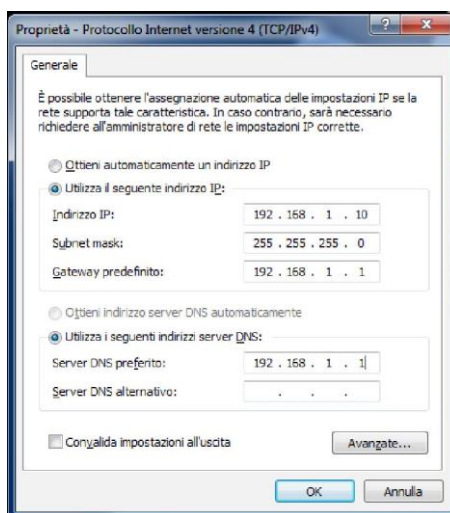 Proprietà - Protocollo Internet versione 4 (TCP/IPv4)
Generale
È possibile ottenere l'assegnazione automatica delle impostazioni IP se la
rete supporta tale caratteristica. In caso contrario, sarà necessario
richiedere all'amministratore di rete le impostazioni IP corrette.
Ottieni automaticamente un indirizzo IP
Utilizza il seguente indirizzo IP:
Indirizzo IP: 192 . 168 . 1 . 10
Subnet mask: 255 . 255 . 255 . 0
Gateway predefinito: 192 . 168 . 1 . 1
Ottieni indirizzo server DNS automaticamente
Utilizza i seguenti indirizzi server DNS:
Server DNS preferito: 192 . 168 . 1 . 1
Server DNS alternativo: . . .
Convalida impostazioni all'uscita
Avanzate...
OK Annulla